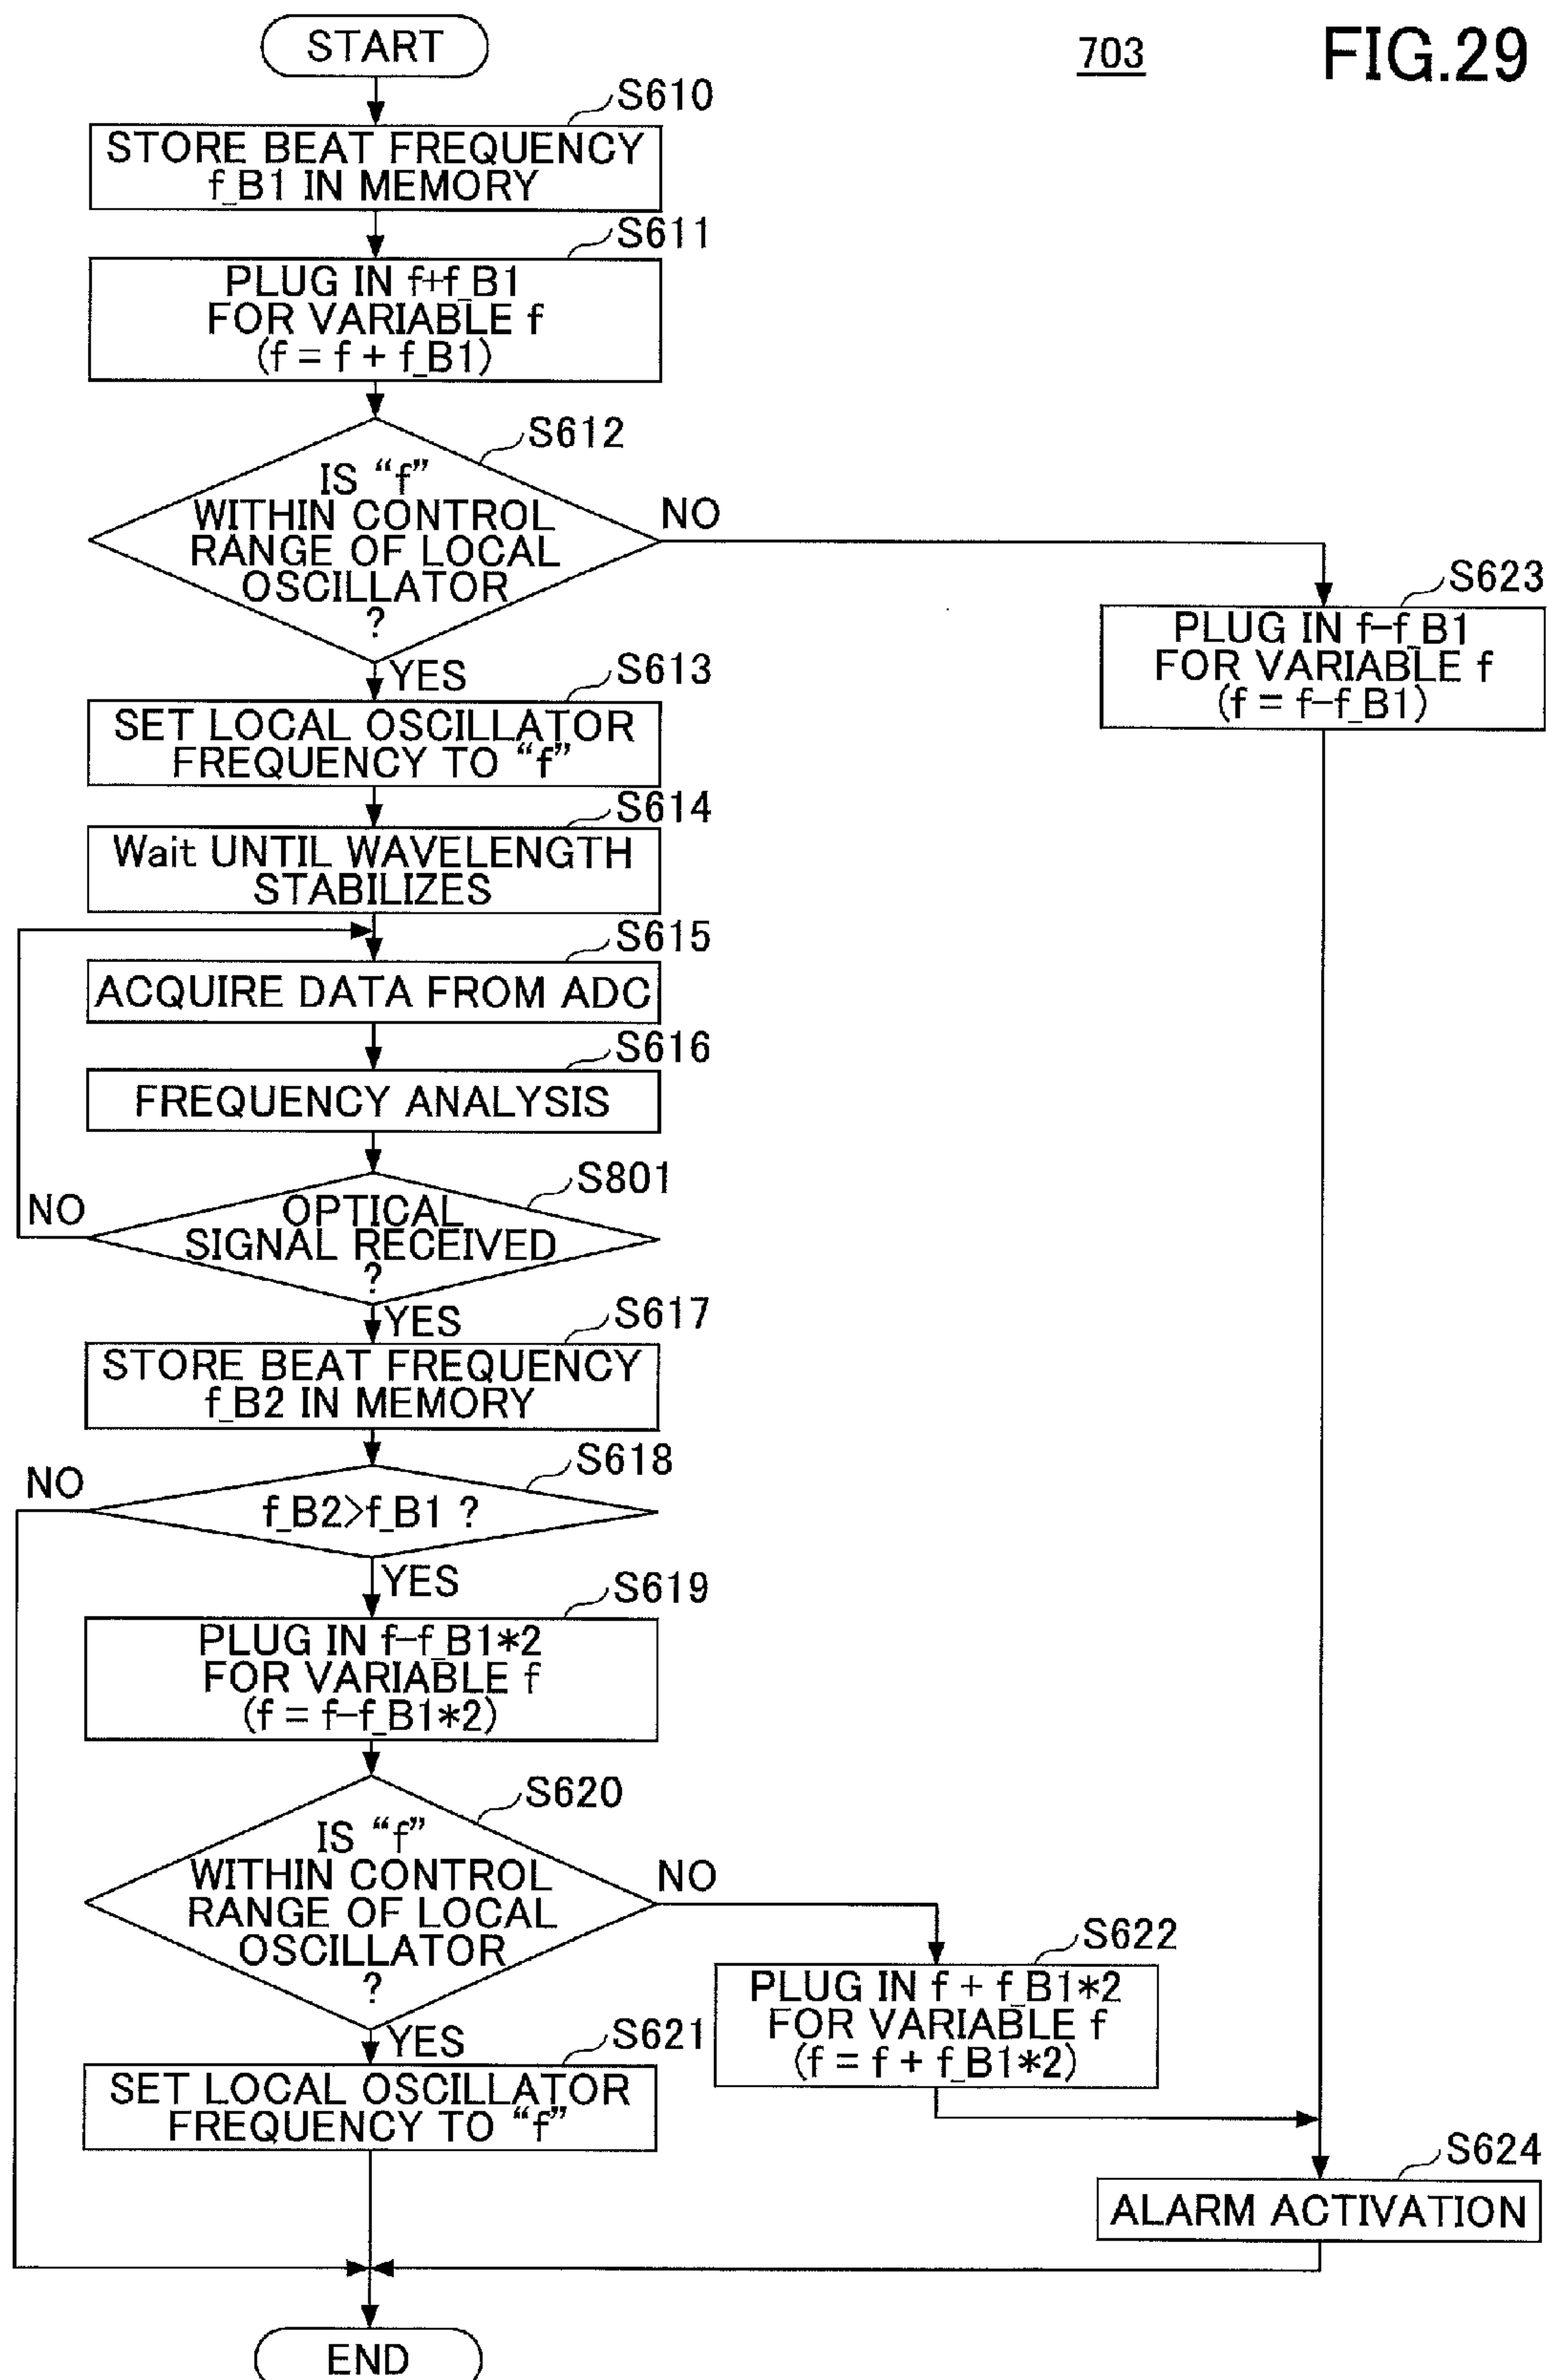 START
703
FIG.29
S610
STORE BEAT FREQUENCY
f_B1 IN MEMORY
S611
PLUG IN f+f_B1
FOR VARIABLE f
(f = f + f_B1)
S612
IS “f”
WITHIN CONTROL
RANGE OF LOCAL
OSCILLATOR
?
NO
YES
S623
PLUG IN f-f_B1
FOR VARIABLE f
(f = f-f_B1)
S613
SET LOCAL OSCILLATOR
FREQUENCY TO “f”
S614
Wait UNTIL WAVELENGTH
STABILIZES
S615
ACQUIRE DATA FROM ADC
S616
FREQUENCY ANALYSIS
S801
OPTICAL
SIGNAL RECEIVED
?
NO
YES
S617
STORE BEAT FREQUENCY
f_B2 IN MEMORY
S618
f_B2>f_B1 ?
NO
YES
S619
PLUG IN f-f_B1*2
FOR VARIABLE f
(f = f-f_B1*2)
S620
IS “f”
WITHIN CONTROL
RANGE OF LOCAL
OSCILLATOR
?
NO
YES
S622
PLUG IN f + f_B1*2
FOR VARIABLE f
(f = f + f_B1*2)
S621
SET LOCAL OSCILLATOR
FREQUENCY TO “f”
S624
ALARM ACTIVATION
END